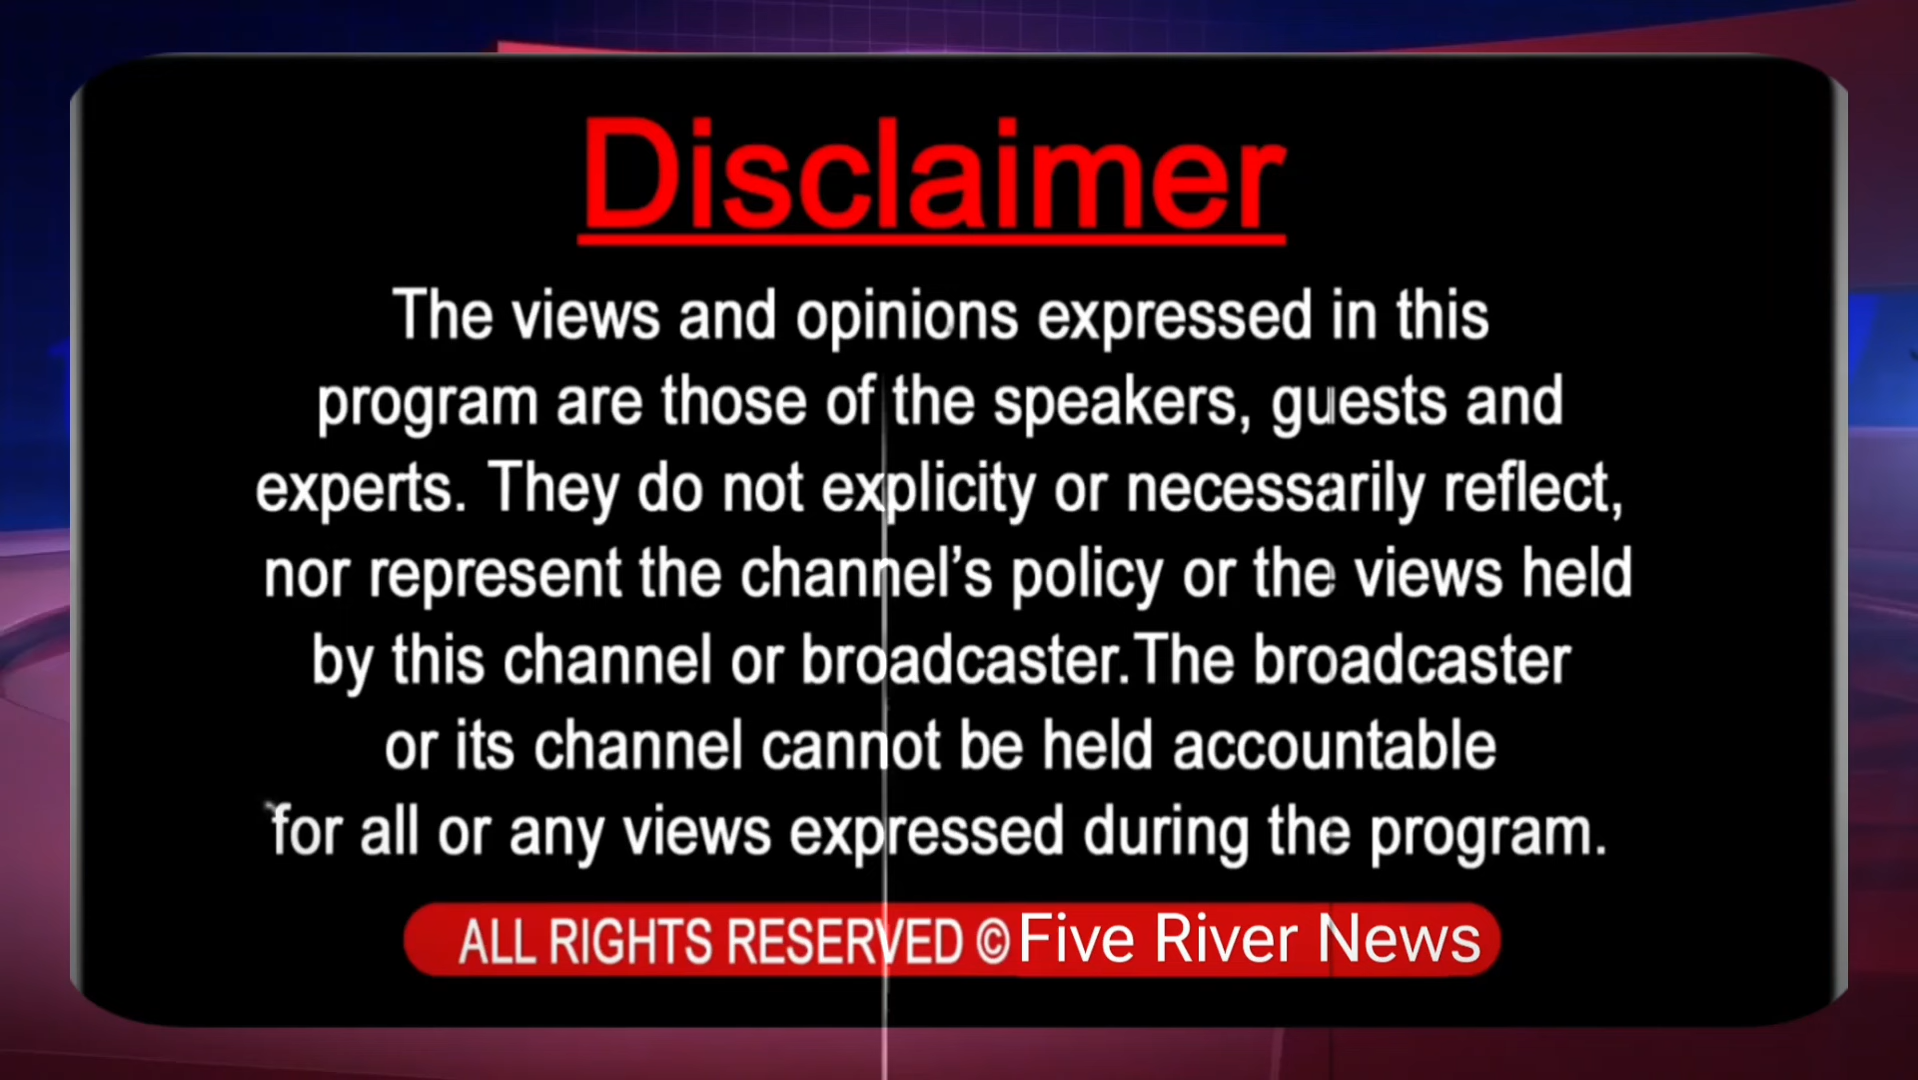 Disclaimer
The views and opinions expressed in this
program are those of the speakers, guests and
experts. They do not explicity or necessarily reflect,
nor represent the channel's policy or the views held
by this channel or broadcaster.The broadcaster
or its channel cannot be held accountable
for all or any views expressed during the program.
ALL RIGHTS RESERVED ©Five River News